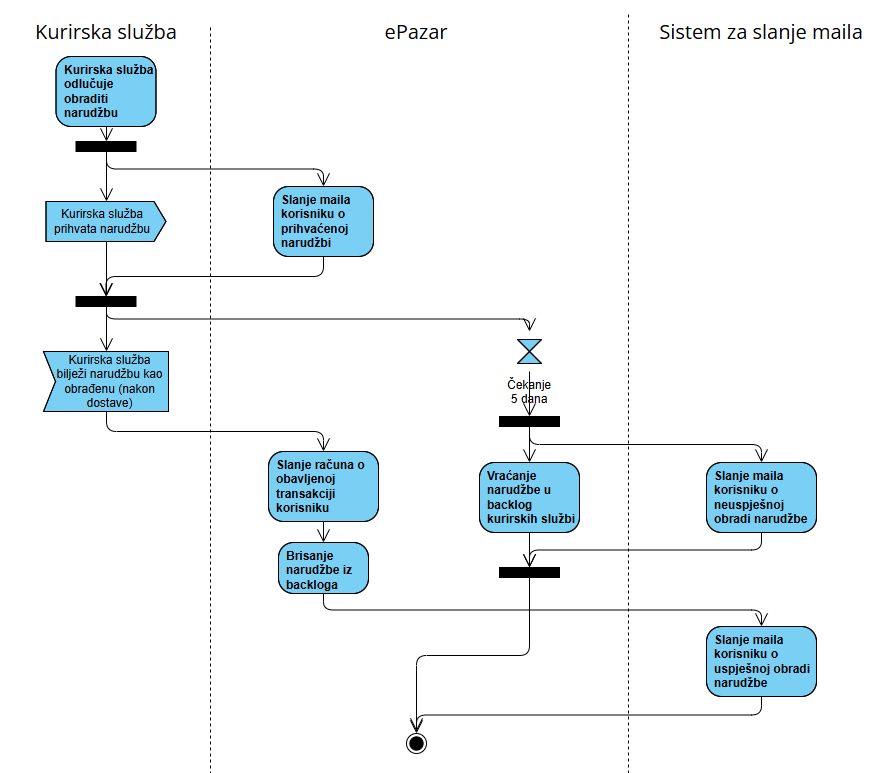 Kurirska služba
ePazar
Sistem za slanje maila
Kurirska služba
odlučuje
obraditi
narudžbu
Kurirska služba
prihvata narudžbu
Slanje maila
korisniku o
prihvaćenoj
narudžbi
Kurirska služba
bilježi narudžbu kao
obrađenu (nakon
dostave)
Čekanje
5 dana
Slanje računa o
obavljenoj
transakciji
korisniku
Vraćanje
narudžbe u
backlog
kurirskih službi
Slanje maila
korisniku o
neuspješnoj
obradi narudžbe
Brisanje
narudžbe iz
backloga
Slanje maila
korisniku o
uspješnoj obradi
narudžbe